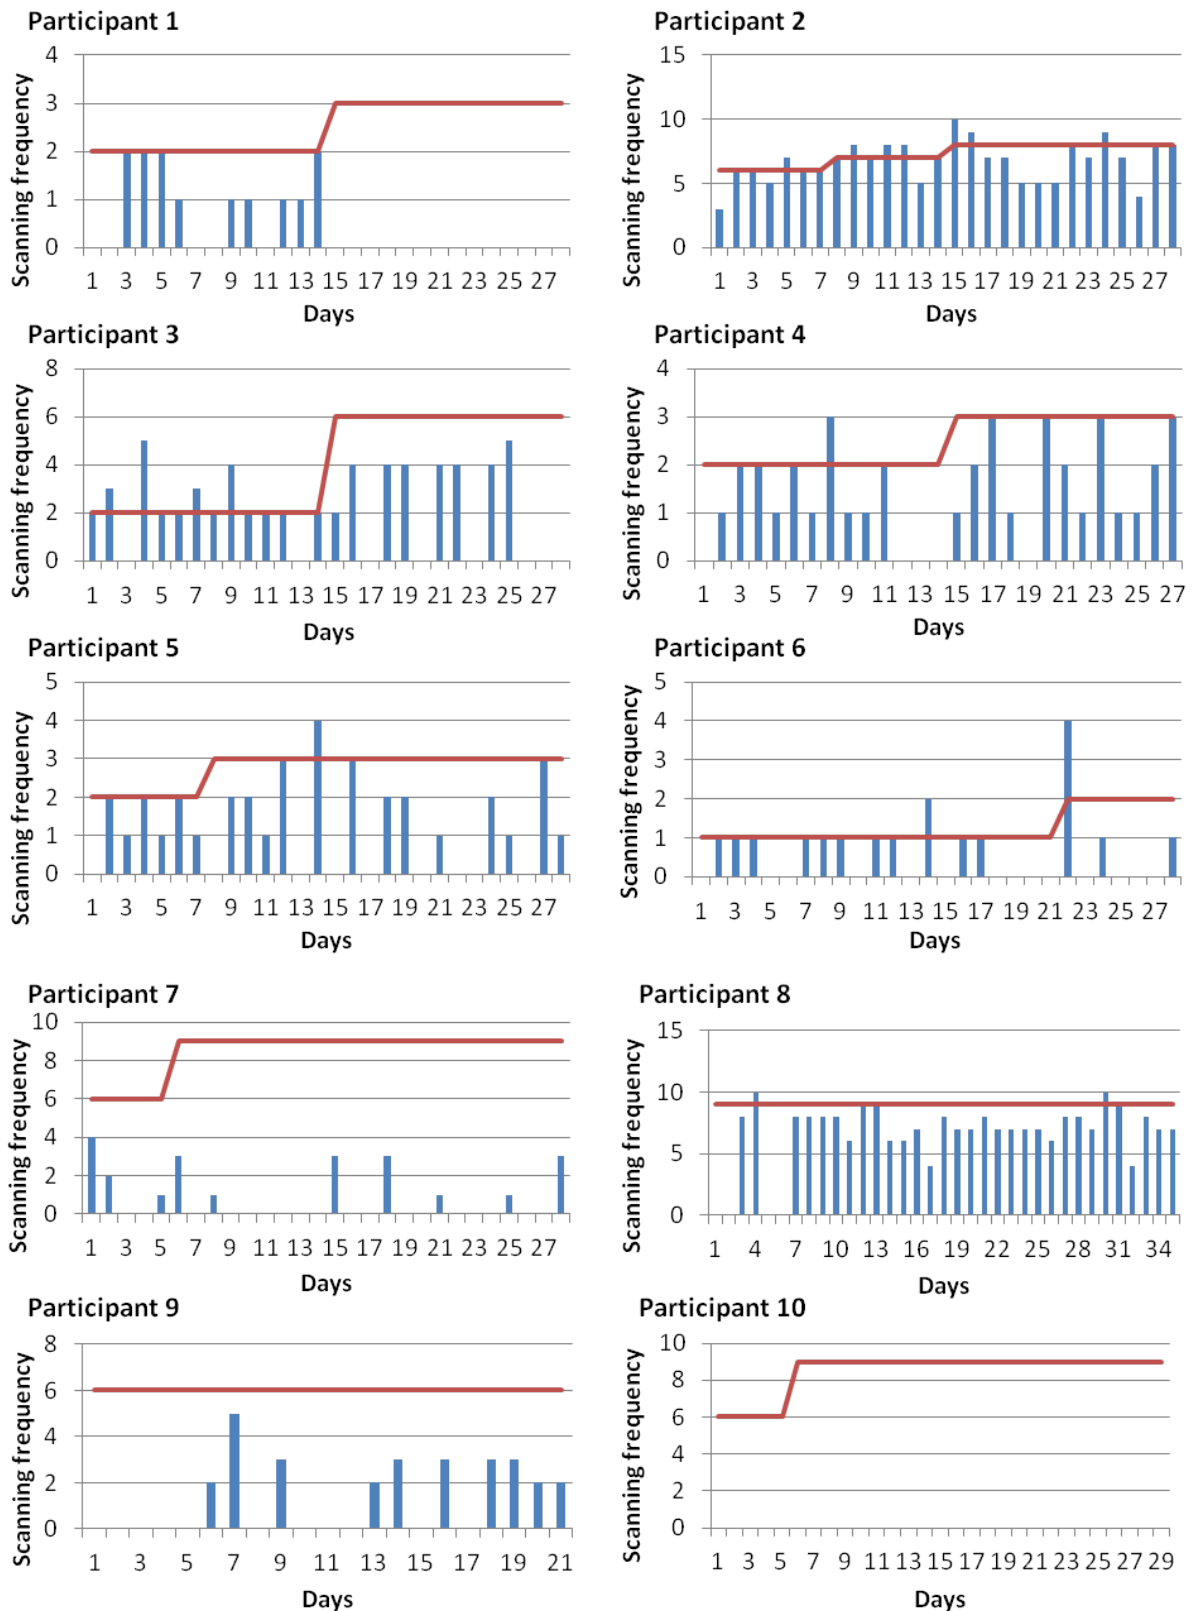 Participant 1
4
3
2
1
0
Scanning frequency
1 3 5 7 9 11 13 15 17 19 21 23 25 27
Days
Participant 2
15
10
5
0
Scanning frequency
1 3 5 7 9 11 13 15 17 19 21 23 25 27
Days
Participant 3
8
6
4
2
0
Scanning frequency
1 3 5 7 9 11 13 15 17 19 21 23 25 27
Days
Participant 4
4
3
2
1
0
Scanning frequency
1 3 5 7 9 11 13 15 17 19 21 23 25 27
Days
Participant 5
5
4
3
2
1
0
Scanning frequency
1 3 5 7 9 11 13 15 17 19 21 23 25 27
Days
Participant 6
5
4
3
2
1
0
Scanning frequency
1 3 5 7 9 11 13 15 17 19 21 23 25 27
Days
Participant 7
10
8
6
4
2
0
Scanning frequency
1 3 5 7 9 11 13 15 17 19 21 23 25 27
Days
Participant 8
15
10
5
0
Scanning frequency
1 4 7 10 13 16 19 22 25 28 31 34
Days
Participant 9
8
6
4
2
0
Scanning frequency
1 3 5 7 9 11 13 15 17 19 21
Days
Participant 10
10
8
6
4
2
0
Scanning frequency
1 3 5 7 9 11 13 15 17 19 21 23 25 27 29
Days